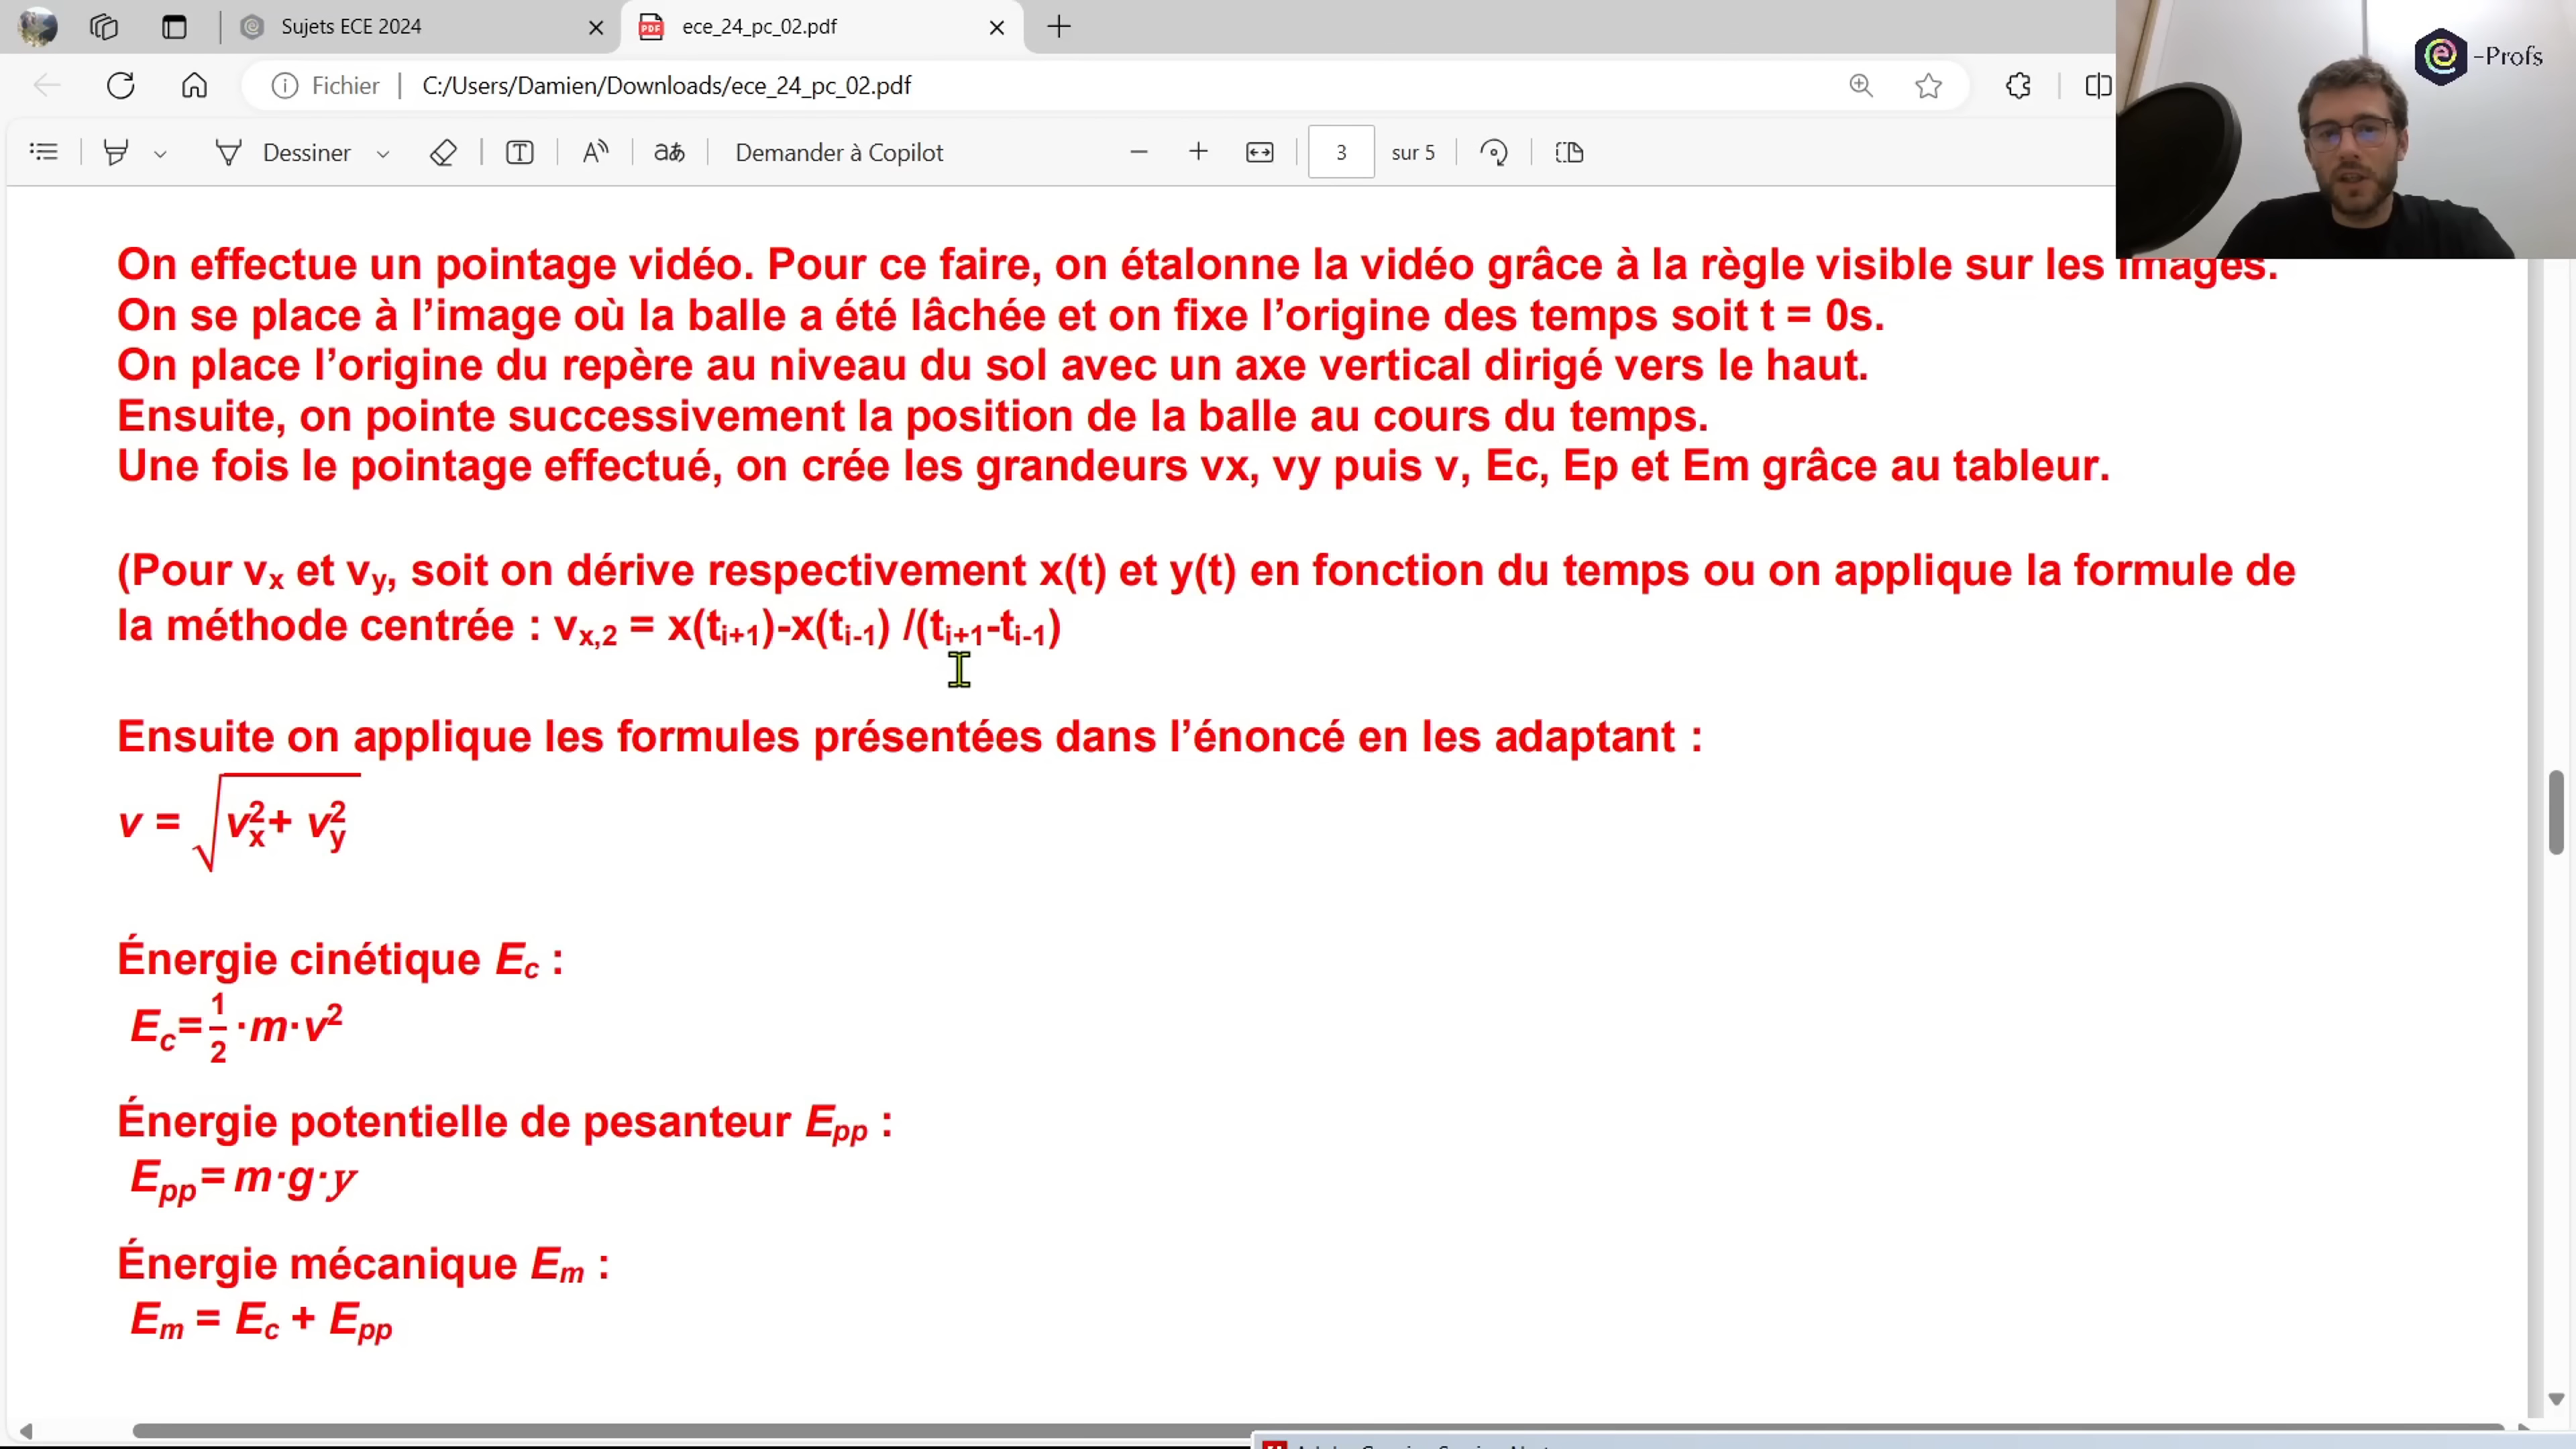 Sujets ECE 2024
ece_24_pc_02.pdf
-Profs
Fichier
C:/Users/Damien/Downloads/ece_24_pc_02.pdf
Dessiner
Demander à Copilot
3 sur 5
On effectue un pointage vidéo. Pour ce faire, on étalonne la vidéo grâce à la règle visible sur les images.
On se place à l’image où la balle a été lâchée et on fixe l’origine des temps soit t = 0s.
On place l’origine du repère au niveau du sol avec un axe vertical dirigé vers le haut.
Ensuite, on pointe successivement la position de la balle au cours du temps.
Une fois le pointage effectué, on crée les grandeurs vx, vy puis v, Ec, Ep et Em grâce au tableur.
(Pour vx et vy, soit on dérive respectivement x(t) et y(t) en fonction du temps ou on applique la formule de
la méthode centrée : vx,2 = x(ti+1)-x(ti-1) /(ti+1-ti-1)
Ensuite on applique les formules présentées dans l’énoncé en les adaptant :
v = √(vx² + vy²)
Énergie cinétique Ec :
Ec=1/2·m·v²
Énergie potentielle de pesanteur Epp :
Epp=m·g·y
Énergie mécanique Em :
Em = Ec + Epp